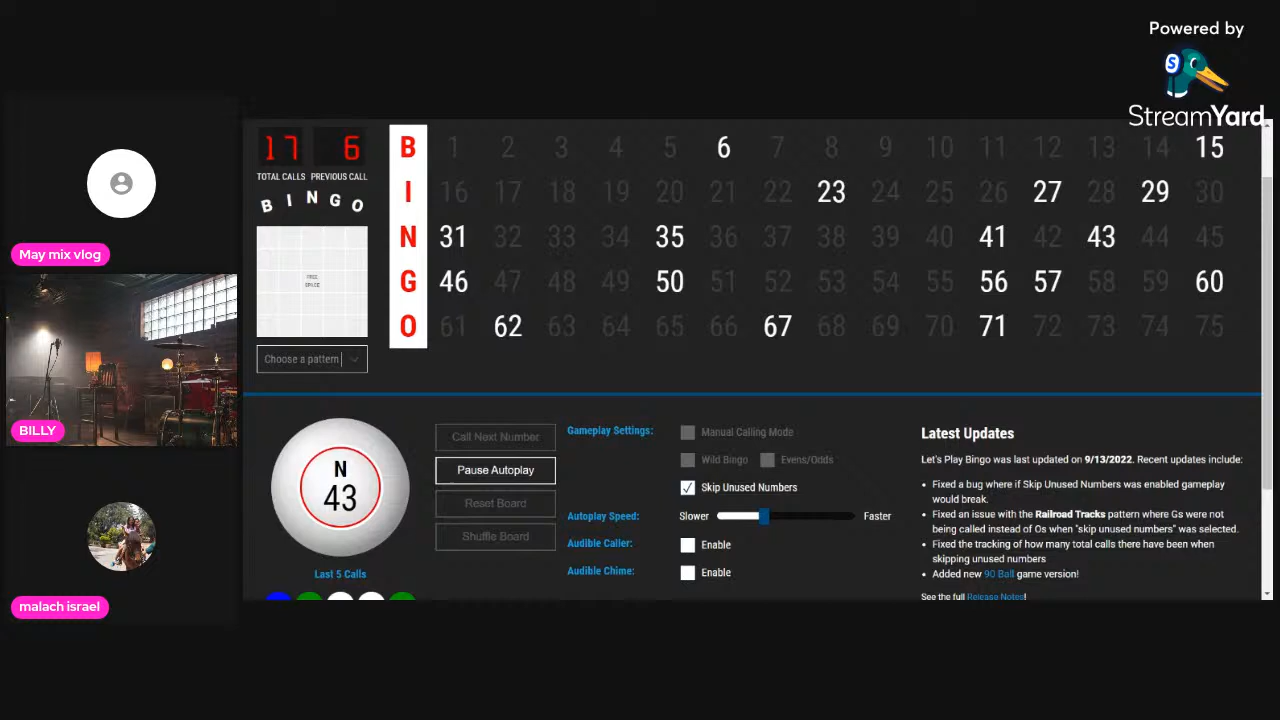 Powered by
S
StreamYard
17 6
TOTAL CALLS PREVIOUS CALL
B I N G O
FREE
SPACE
Choose a pattern
B 1 2 3 4 5 6 7 8 9 10 11 12 13 14 15
I 16 17 18 19 20 21 22 23 24 25 26 27 28 29 30
N 31 32 33 34 35 36 37 38 39 40 41 42 43 44 45
G 46 47 48 49 50 51 52 53 54 55 56 57 58 59 60
O 61 62 63 64 65 66 67 68 69 70 71 72 73 74 75
May mix vlog
BILLY
malach israel
N
43
Last 5 Calls
Call Next Number
Pause Autoplay
Reset Board
Shuffle Board
Gameplay Settings:
Manual Calling Mode
Wild Bingo Evens/Odds
Skip Unused Numbers
Autoplay Speed: Slower Faster
Audible Caller: Enable
Audible Chime: Enable
Latest Updates
Let's Play Bingo was last updated on 9/13/2022. Recent updates include:
• Fixed a bug where if Skip Unused Numbers was enabled gameplay
would break.
• Fixed an issue with the Railroad Tracks pattern where Gs were not
being called instead of Os when "skip unused numbers" was selected.
• Fixed the tracking of how many total calls there have been when
skipping unused numbers
• Added new 90 Ball game version!
See the full Release Notes!